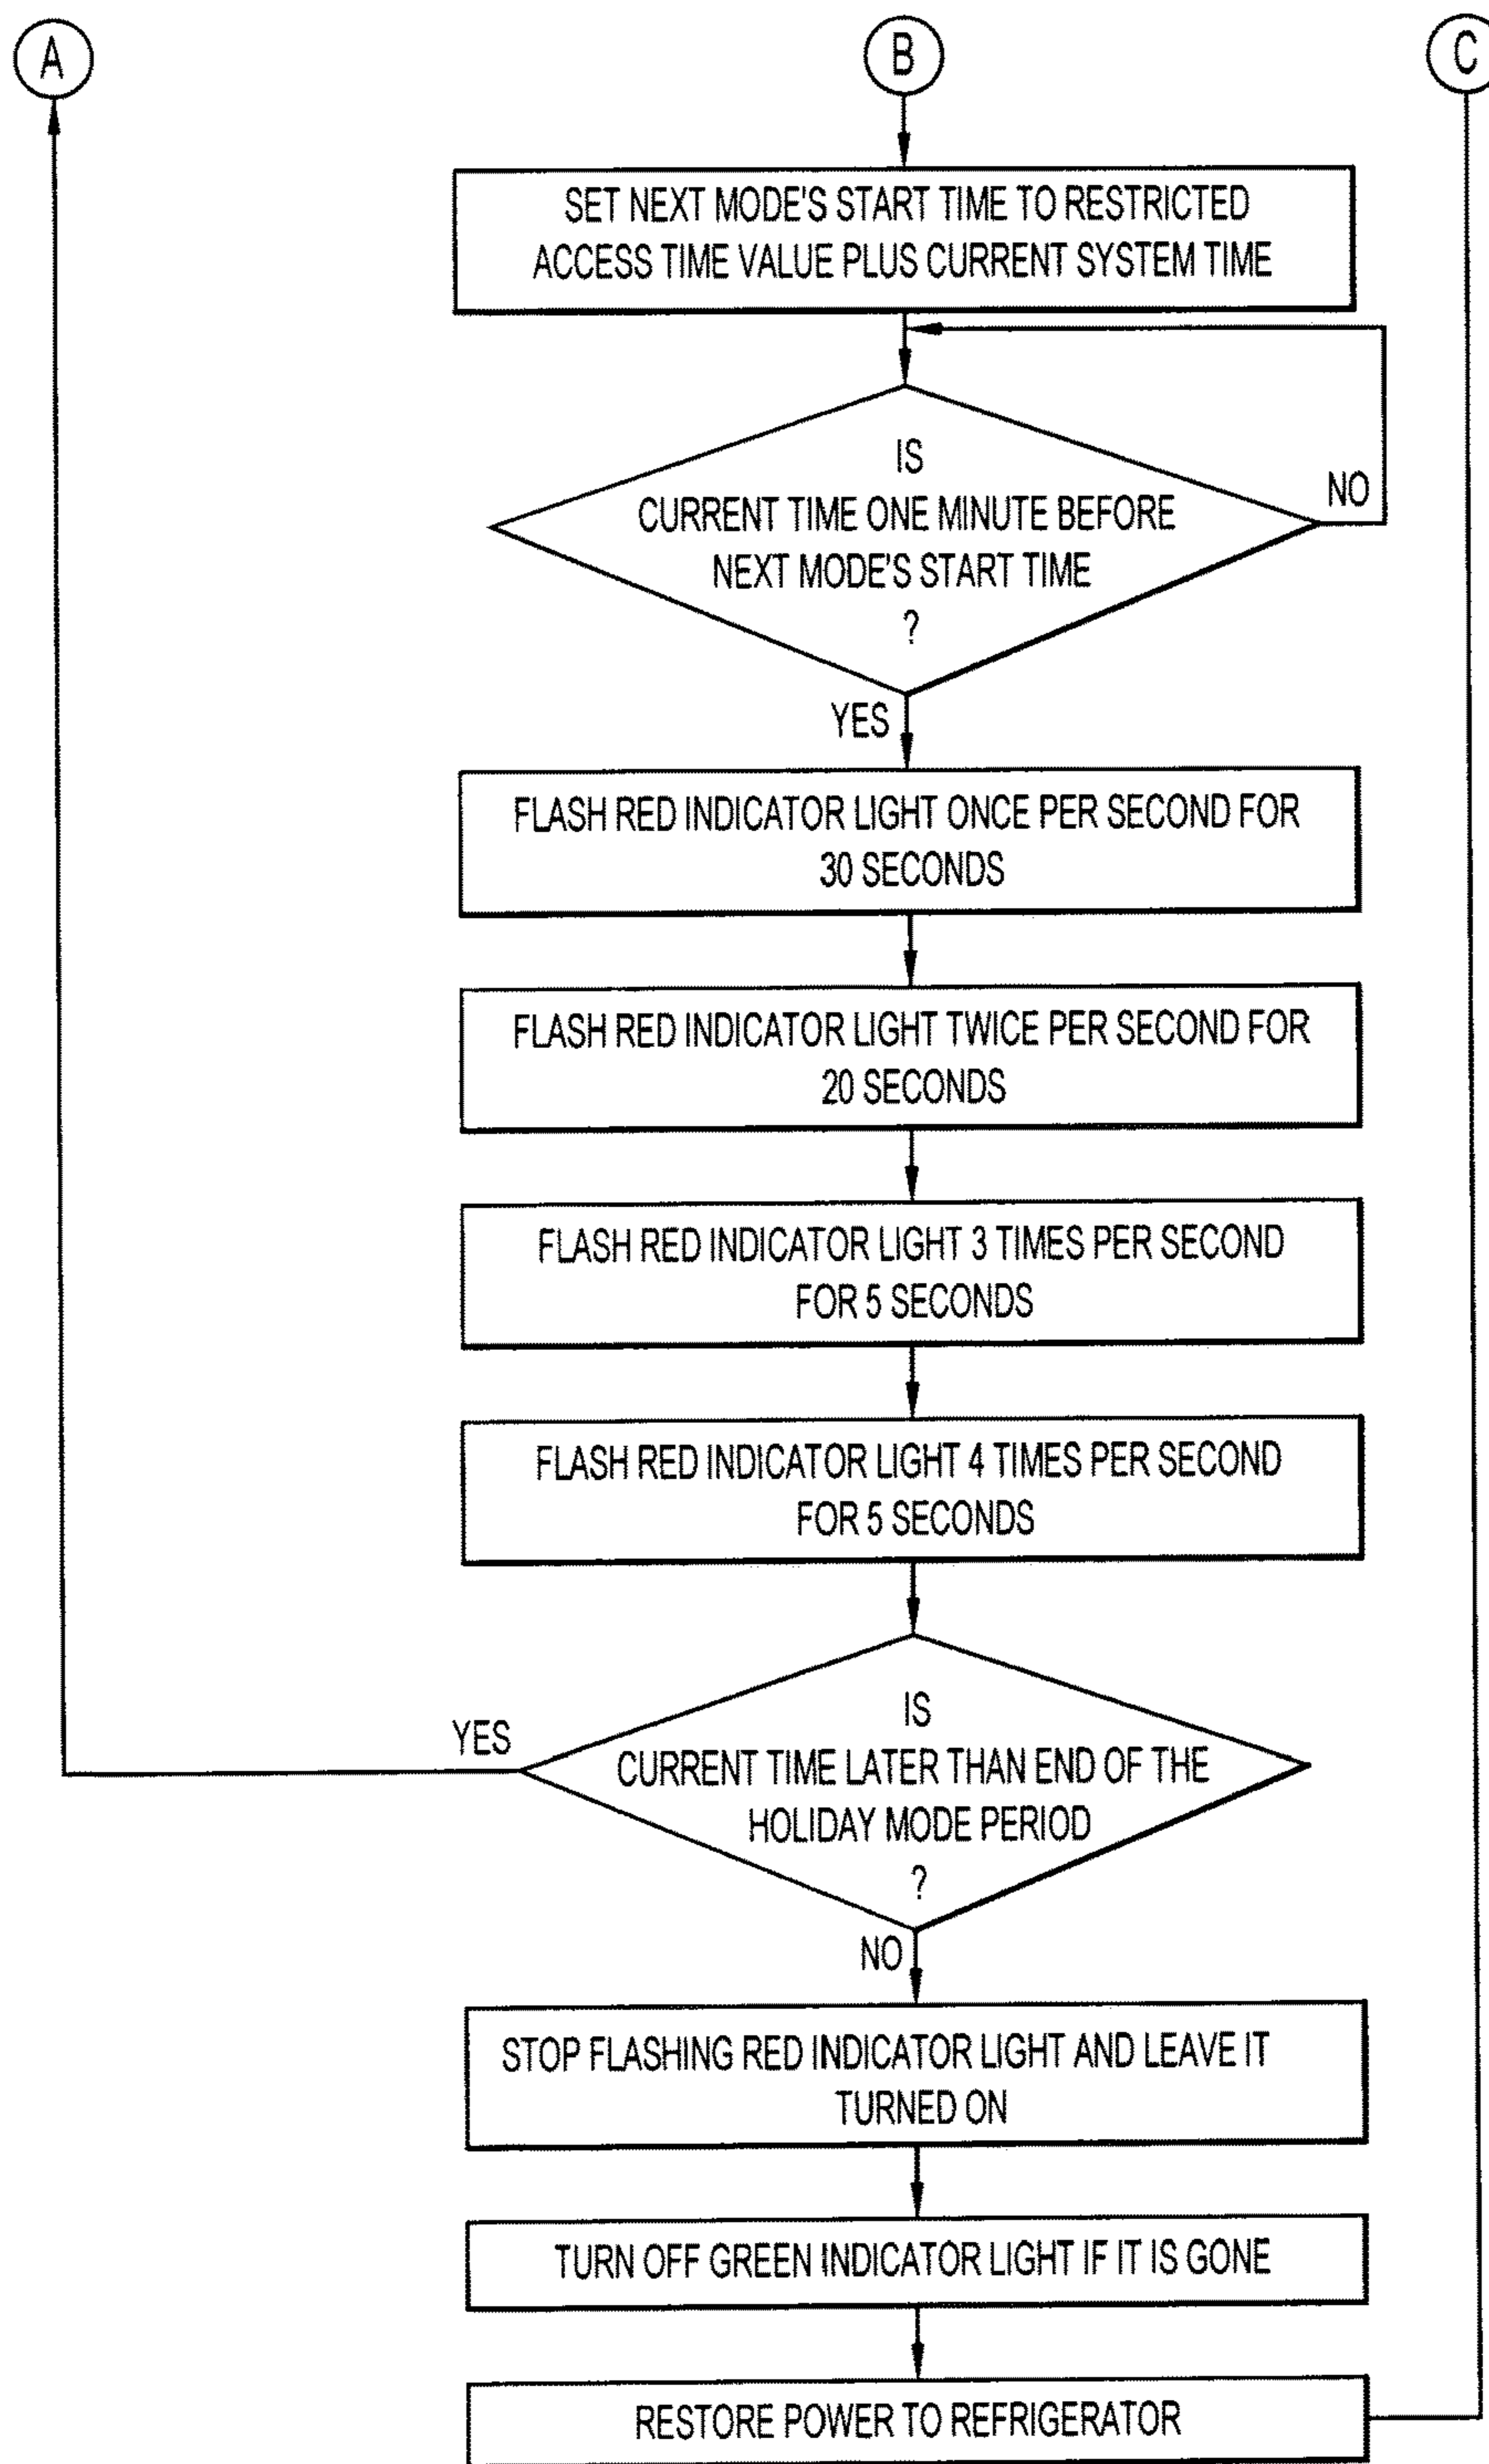 A
B
C
SET NEXT MODE'S START TIME TO RESTRICTED
ACCESS TIME VALUE PLUS CURRENT SYSTEM TIME
IS
CURRENT TIME ONE MINUTE BEFORE
NEXT MODE'S START TIME
?
NO
YES
FLASH RED INDICATOR LIGHT ONCE PER SECOND FOR
30 SECONDS
FLASH RED INDICATOR LIGHT TWICE PER SECOND FOR
20 SECONDS
FLASH RED INDICATOR LIGHT 3 TIMES PER SECOND
FOR 5 SECONDS
FLASH RED INDICATOR LIGHT 4 TIMES PER SECOND
FOR 5 SECONDS
YES
IS
CURRENT TIME LATER THAN END OF THE
HOLIDAY MODE PERIOD
?
NO
STOP FLASHING RED INDICATOR LIGHT AND LEAVE IT
TURNED ON
TURN OFF GREEN INDICATOR LIGHT IF IT IS GONE
RESTORE POWER TO REFRIGERATOR